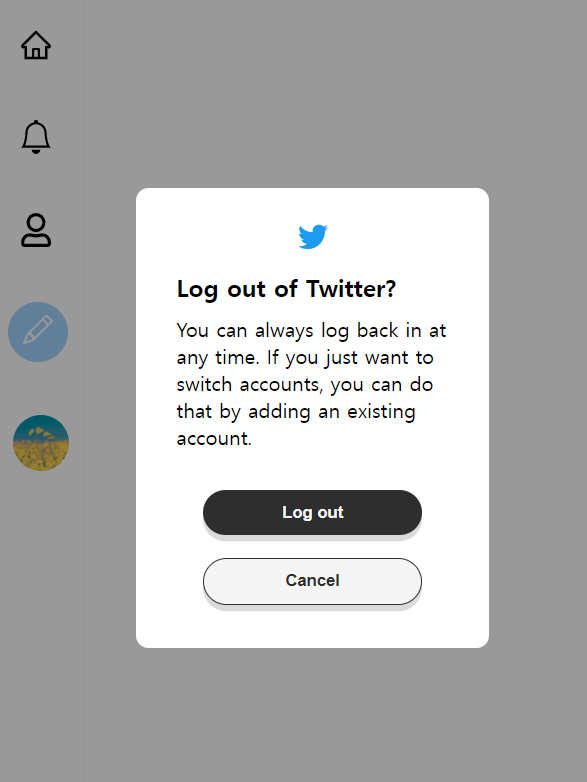 Log out of Twitter?
You can always log back in at
any time. If you just want to
switch accounts, you can do
that by adding an existing
account.
Log out
Cancel